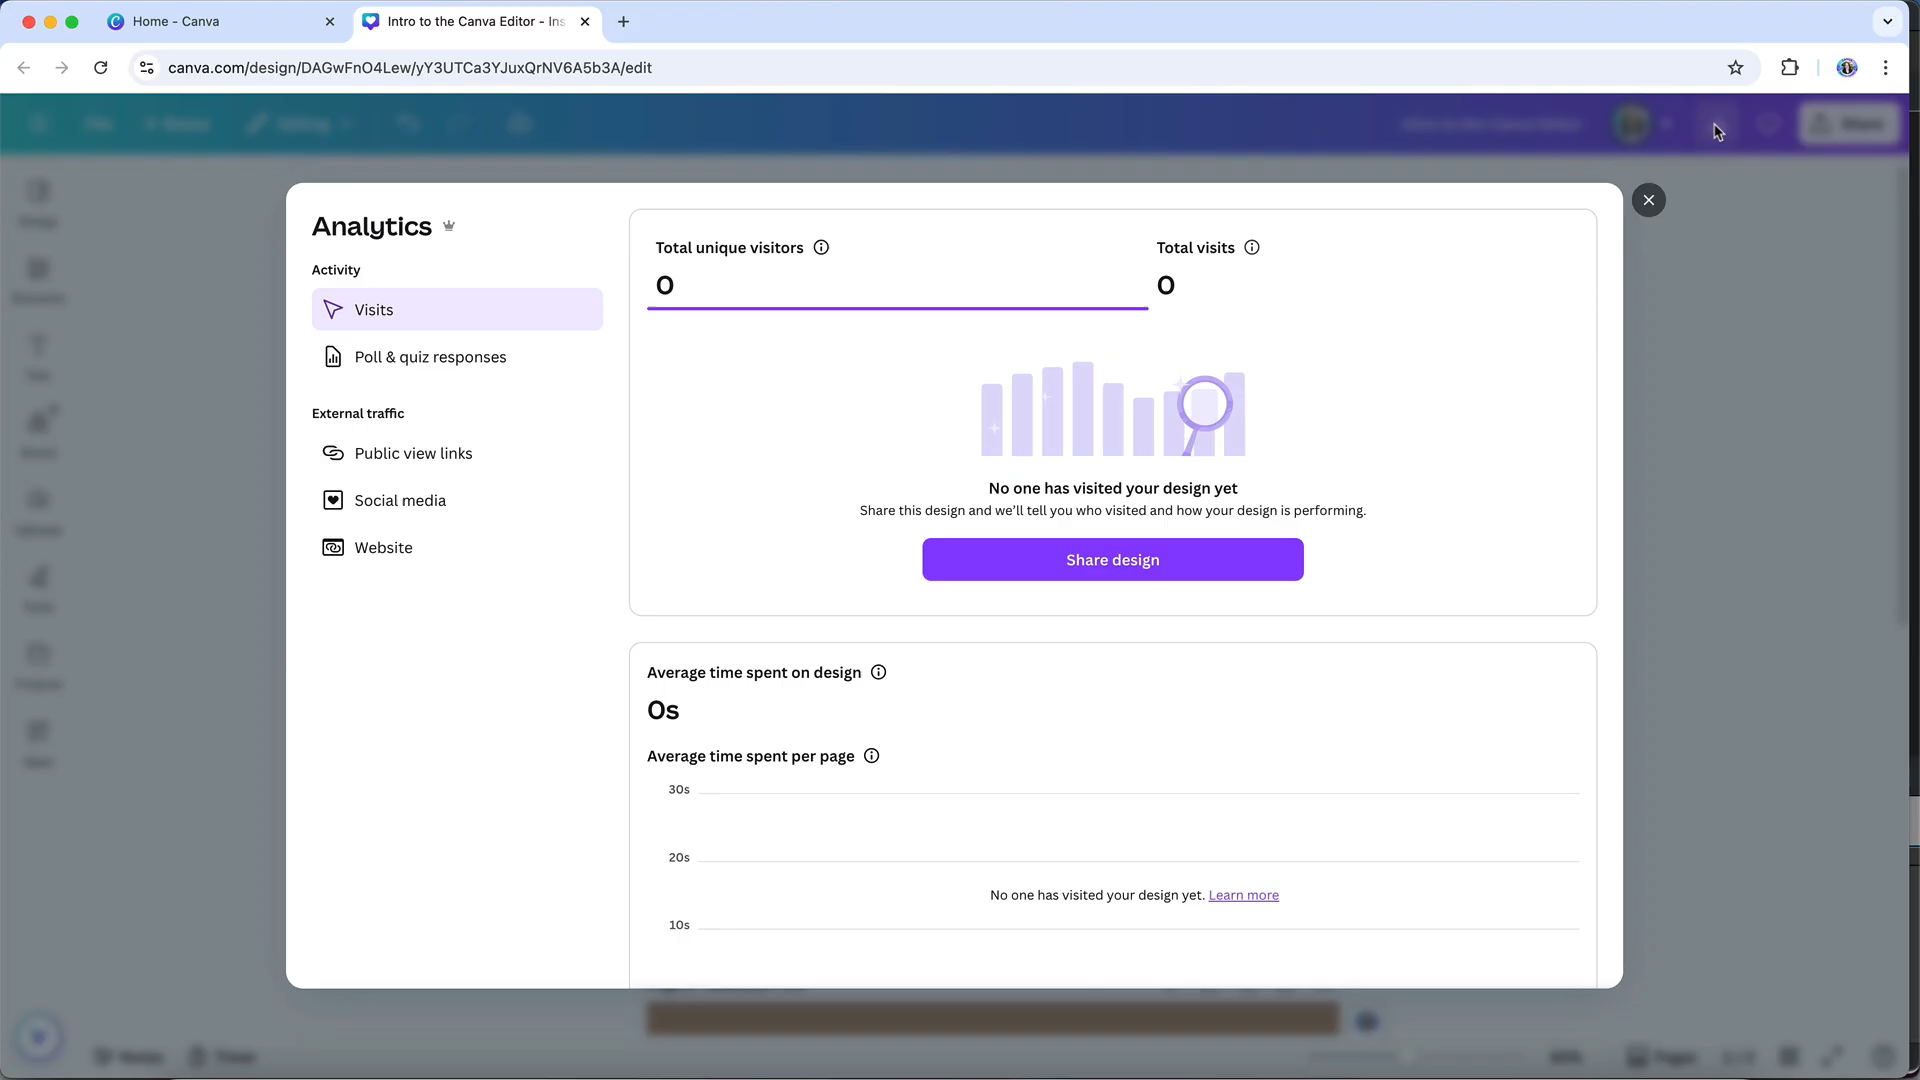 Home - Canva
Intro to the Canva Editor - Ins
canva.com/design/DAGwFnO4Lew/yY3UTCa3YJuxQrNV6A5b3A/edit
Share
Analytics
Activity
Visits
Poll & quiz responses
External traffic
Public view links
Social media
Website
Total unique visitors
0
Total visits
0
No one has visited your design yet
Share this design and we'll tell you who visited and how your design is performing.
Share design
Average time spent on design
0s
Average time spent per page
30s
20s
No one has visited your design yet. Learn more
10s